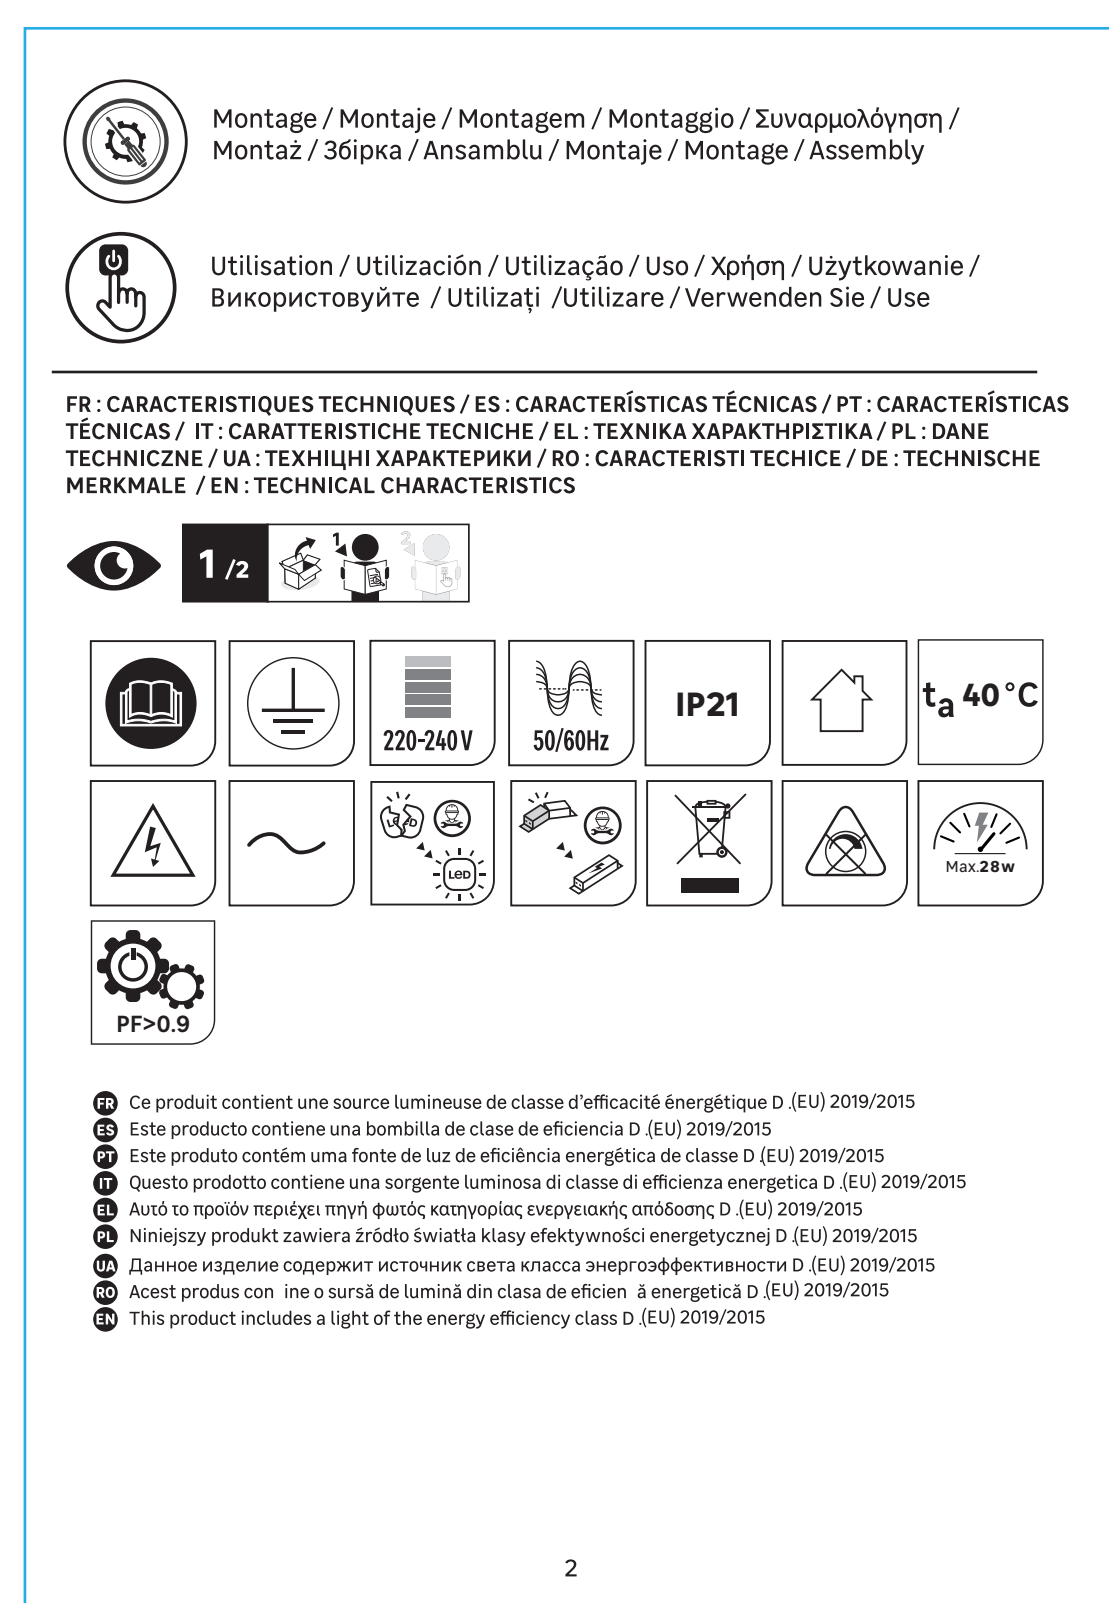 Montage / Montaje / Montagem / Montaggio / Συναρμολόγηση /
Montaż / Збірка / Ansamblu / Montaje / Montage / Assembly
Utilisation / Utilización / Utilização / Uso / Χρήση / Użytkowanie /
Використовуйте / Utilizați /Utilizare / Verwenden Sie / Use
FR : CARACTERISTIQUES TECHNIQUES / ES : CARACTERÍSTICAS TÉCNICAS / PT : CARACTERÍSTICAS
TÉCNICAS / IT : CARATTERISTICHE TECNICHE / EL : ΤΕΧΝΙΚΑ ΧΑΡΑΚΤΗΡΙΣΤΙΚΑ / PL : DANE
TECHNICZNE / UA : ТЕХНІЦНІ ХАРАКТЕРИКИ / RO : CARACTERISTI TECHICE / DE : TECHNISCHE
MERKMALE / EN : TECHNICAL CHARACTERISTICS
1 /2
1
2
220-240 V
50/60Hz
IP21
ta 40 °C
LED
LED
Max.28w
PF>0.9
FR Ce produit contient une source lumineuse de classe d'efficacité énergétique D .(EU) 2019/2015
ES Este producto contiene una bombilla de clase de eficiencia D .(EU) 2019/2015
PT Este produto contém uma fonte de luz de eficiência energética de classe D .(EU) 2019/2015
IT Questo prodotto contiene una sorgente luminosa di classe di efficienza energetica D .(EU) 2019/2015
EL Αυτό το προϊόν περιέχει πηγή φωτός κατηγορίας ενεργειακής απόδοσης D .(EU) 2019/2015
PL Niniejszy produkt zawiera źródło światła klasy efektywności energetycznej D .(EU) 2019/2015
UA Данное изделие содержит источник света класса энергоэффективности D .(EU) 2019/2015
RO Acest produs con ine o sursă de lumină din clasa de eficien ă energetică D .(EU) 2019/2015
EN This product includes a light of the energy efficiency class D .(EU) 2019/2015
2